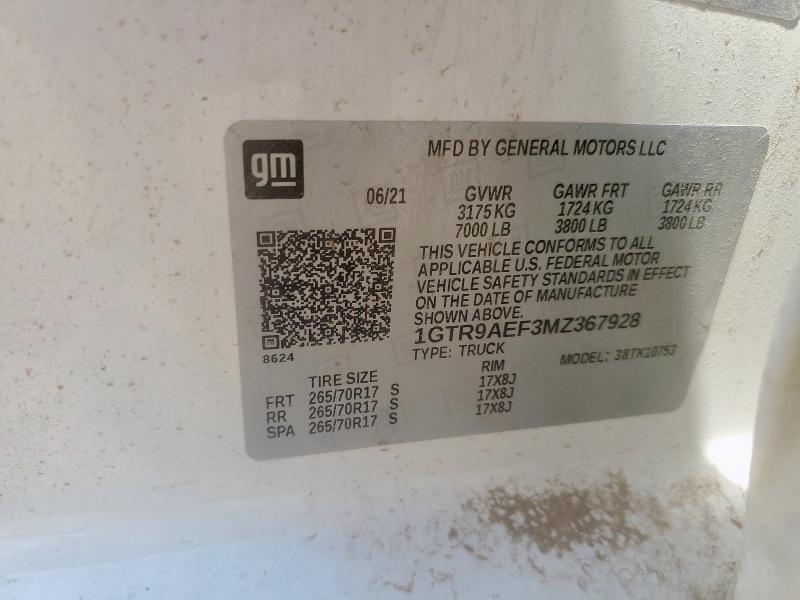 gm
MFD BY GENERAL MOTORS LLC
06/21 GVWR GAWR FRT GAWR RR
3175 KG 1724 KG 1724 KG
7000 LB 3800 LB 3800 LB
THIS VEHICLE CONFORMS TO ALL
APPLICABLE U.S. FEDERAL MOTOR
VEHICLE SAFETY STANDARDS IN EFFECT
ON THE DATE OF MANUFACTURE
SHOWN ABOVE.
1GTR9AEF3MZ367928
8624
TYPE: TRUCK MODEL: 38TK10753
TIRE SIZE RIM
FRT 265/70R17 S 17X8J
RR 265/70R17 S 17X8J
SPA 265/70R17 S 17X8J